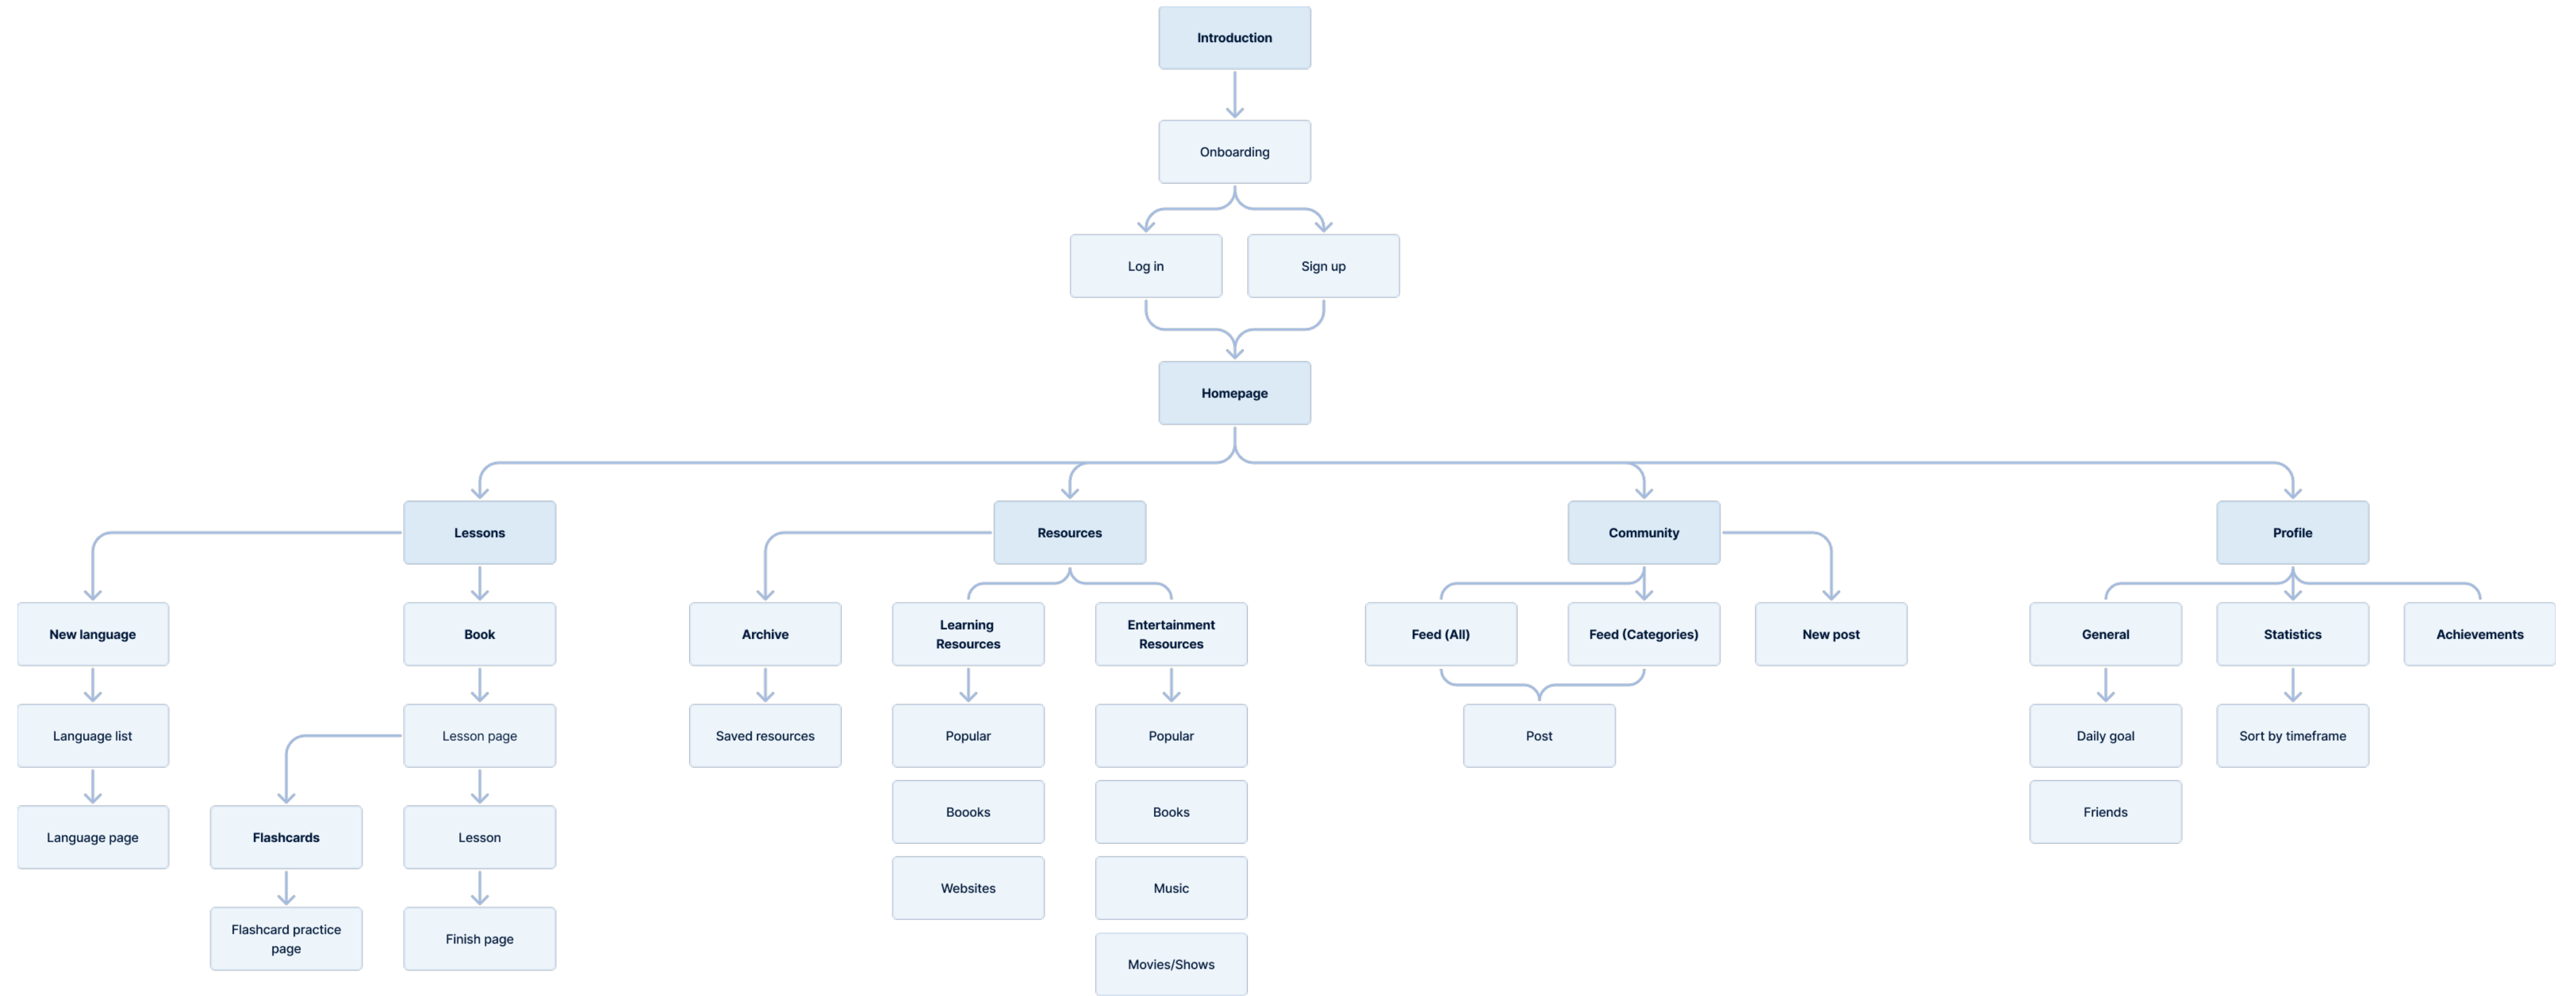 Introduction
Onboarding
Log in
Sign up
Homepage
Lessons
Resources
Community
Profile
New language
Book
Archive
Learning
Resources
Entertainment
Resources
Feed (All)
Feed (Categories)
New post
General
Statistics
Achievements
Language list
Lesson page
Saved resources
Popular
Popular
Post
Daily goal
Sort by timeframe
Boooks
Books
Friends
Language page
Flashcards
Lesson
Websites
Music
Flashcard practice
page
Finish page
Movies/Shows